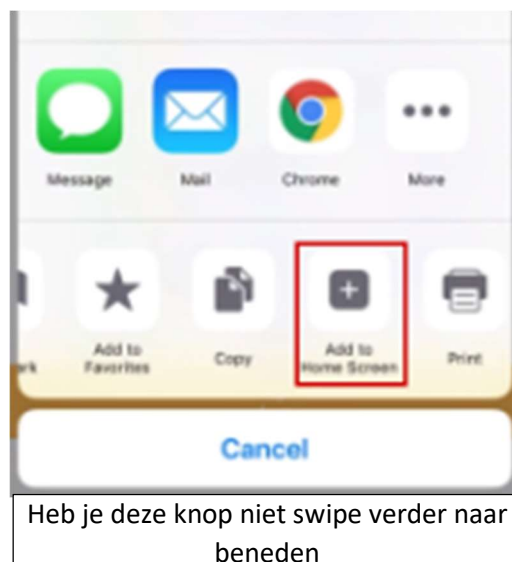 Message Mail Chrome More
Add to Favorites
Copy
Add to Home Screen
Print
Cancel
Heb je deze knop niet swipe verder naar
beneden